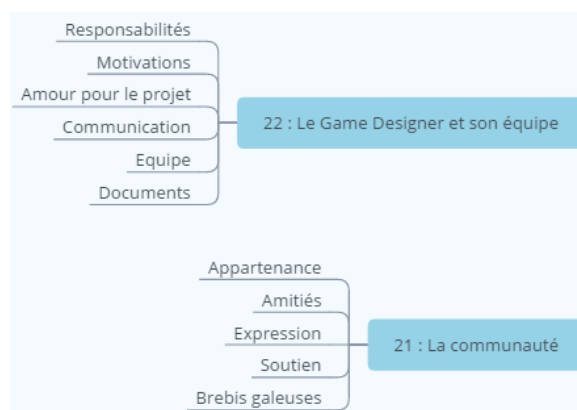 Responsabilités
Motivations
Amour pour le projet
Communication
Equipe
Documents
22 : Le Game Designer et son équipe
Appartenance
Amitiés
Expression
Soutien
Brebis galeuses
21 : La communauté